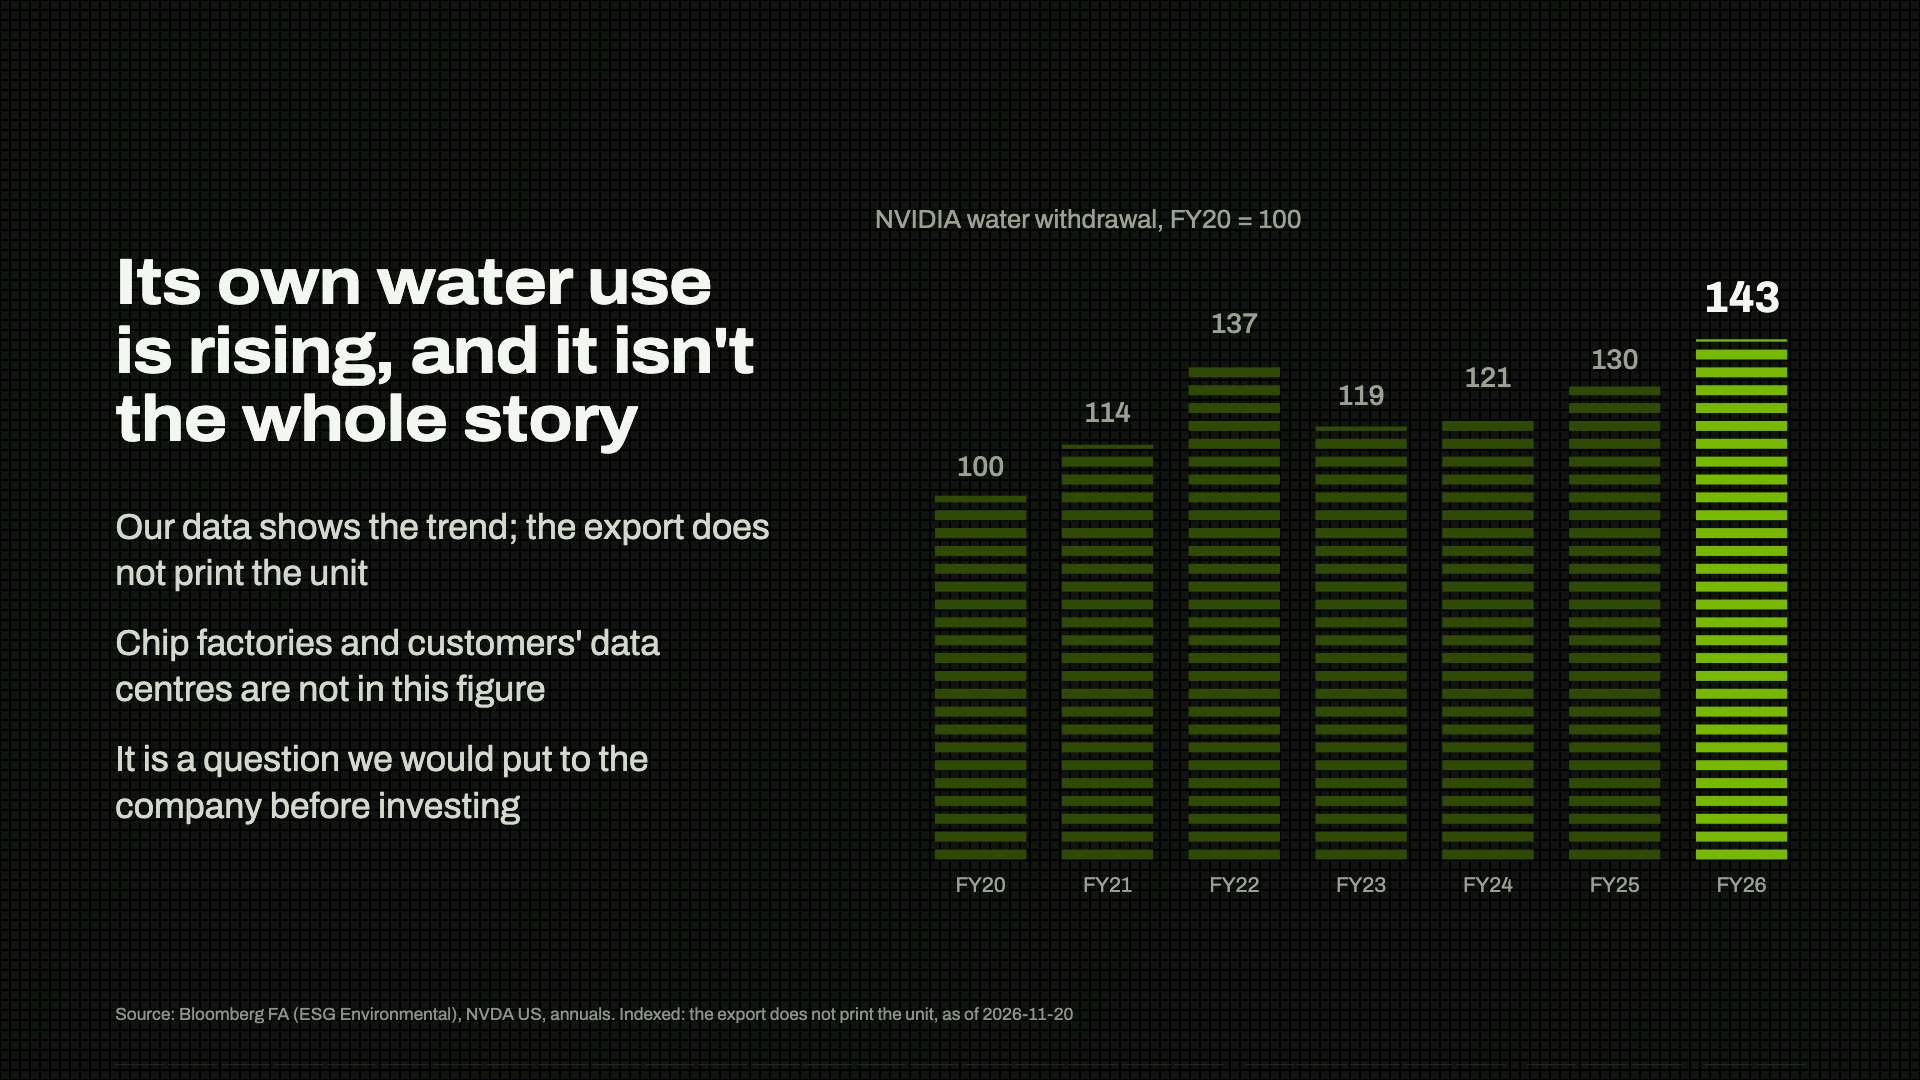 Its own water use
is rising, and it isn't
the whole story
Our data shows the trend; the export does
not print the unit
Chip factories and customers' data
centres are not in this figure
It is a question we would put to the
company before investing
NVIDIA water withdrawal, FY20 = 100
100
114
137
119
121
130
143
FY20
FY21
FY22
FY23
FY24
FY25
FY26
Source: Bloomberg FA (ESG Environmental), NVDA US, annuals. Indexed: the export does not print the unit, as of 2026-11-20